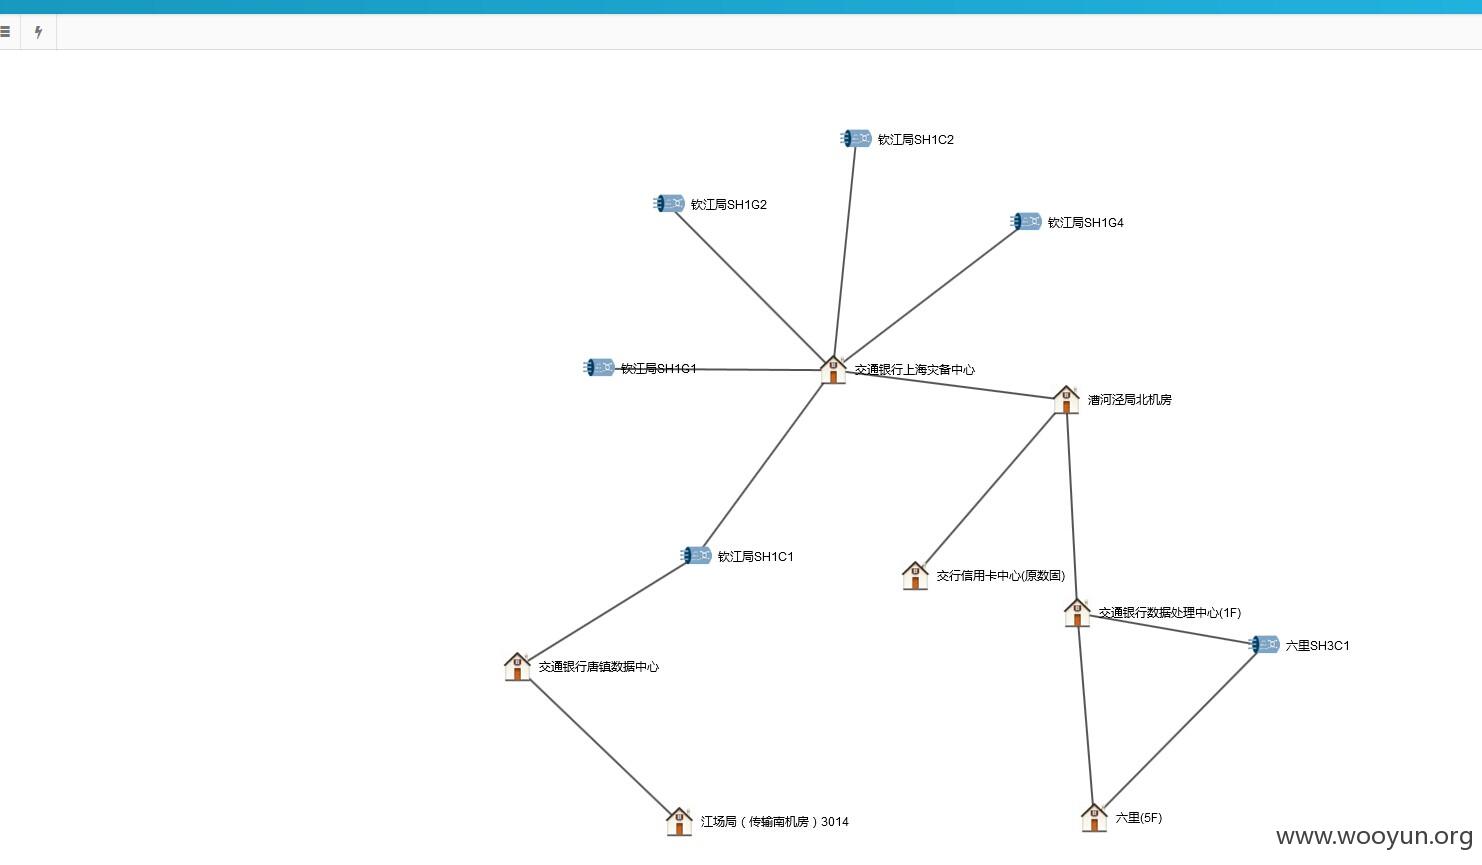 钦江局SH1C2
钦江局SH1G2
钦江局SH1G4
钦江局SH1G1
交通银行上海灾备中心
漕河泾局北机房
钦江局SH1C1
交行信用卡中心(原数固)
交通银行数据处理中心(1F)
六里SH3C1
交通银行唐镇数据中心
江场局（传输南机房）3014
六里(5F)
www.wooyun.org